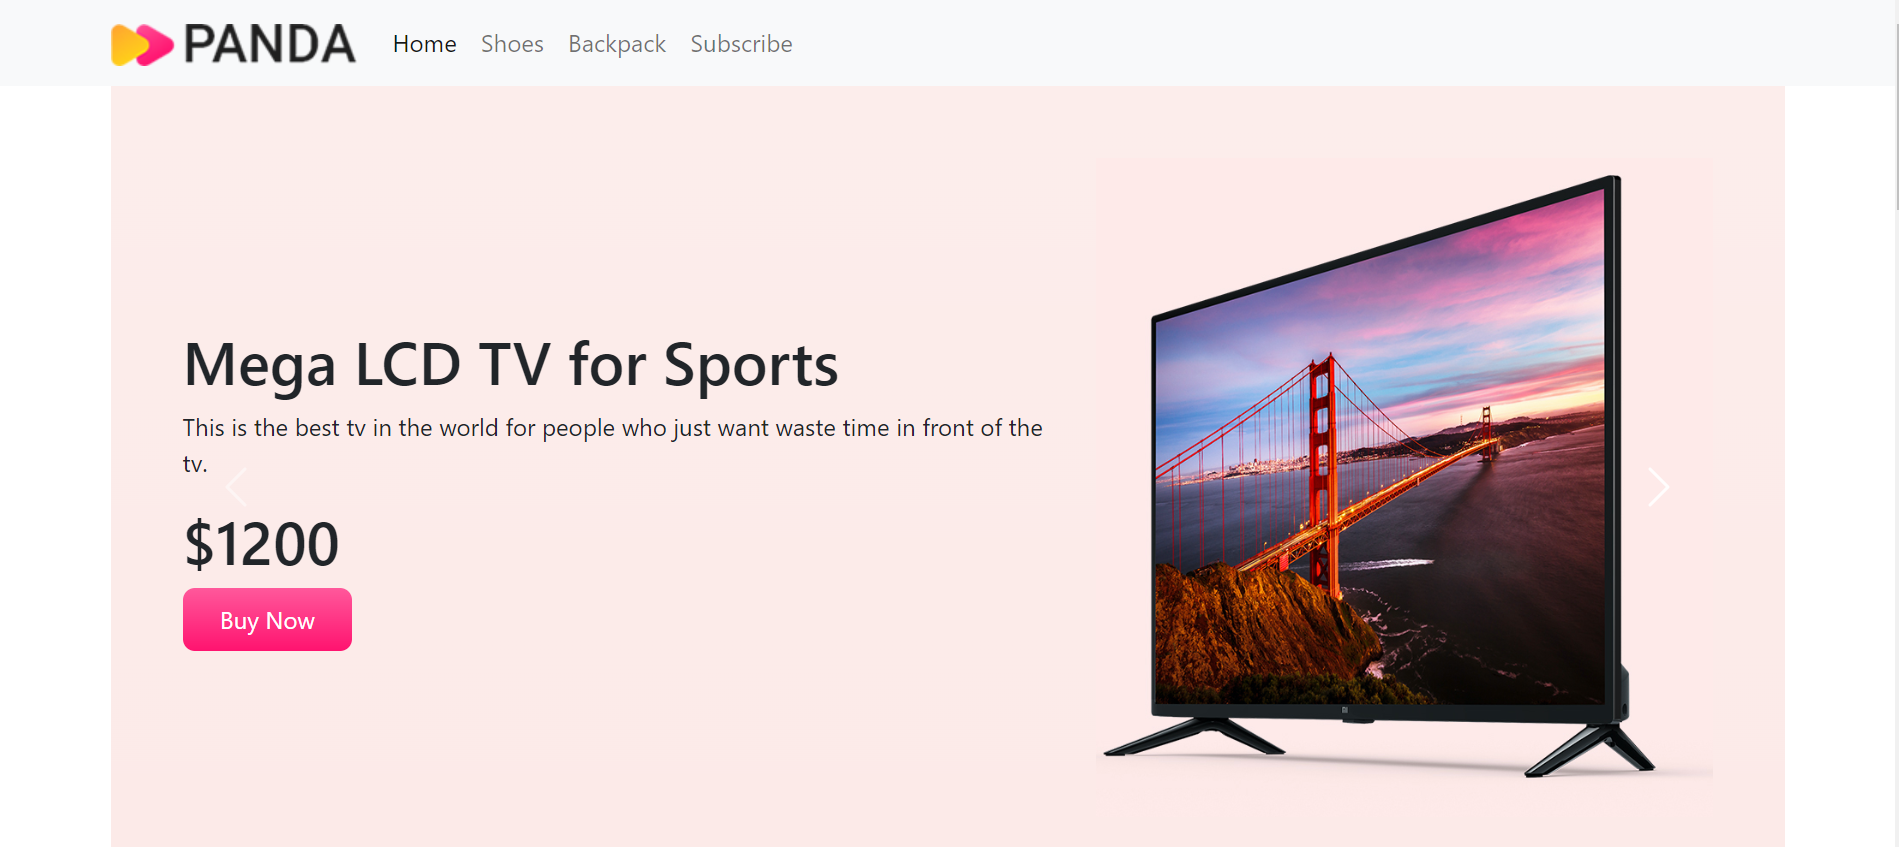 PANDA Home Shoes Backpack Subscribe
Mega LCD TV for Sports
This is the best tv in the world for people who just want waste time in front of the
tv.
$1200
Buy Now